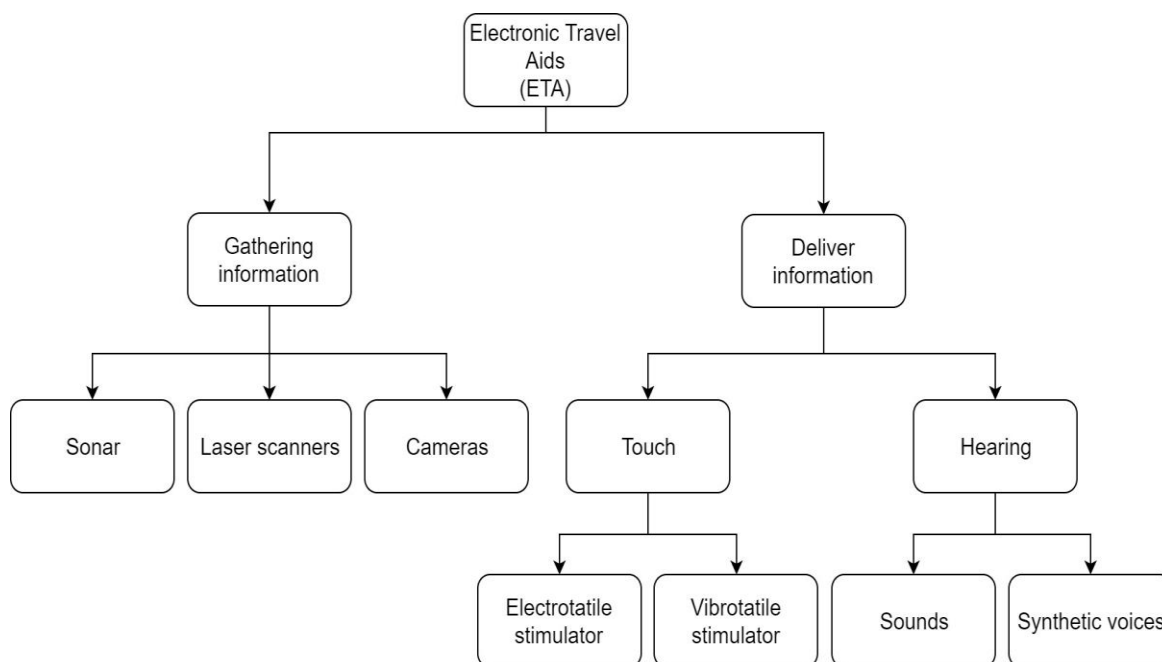 Electronic Travel
Aids
(ETA)
Gathering
information
Deliver
information
Sonar
Laser scanners
Cameras
Touch
Hearing
Electrotatile
stimulator
Vibrotatile
stimulator
Sounds
Synthetic voices